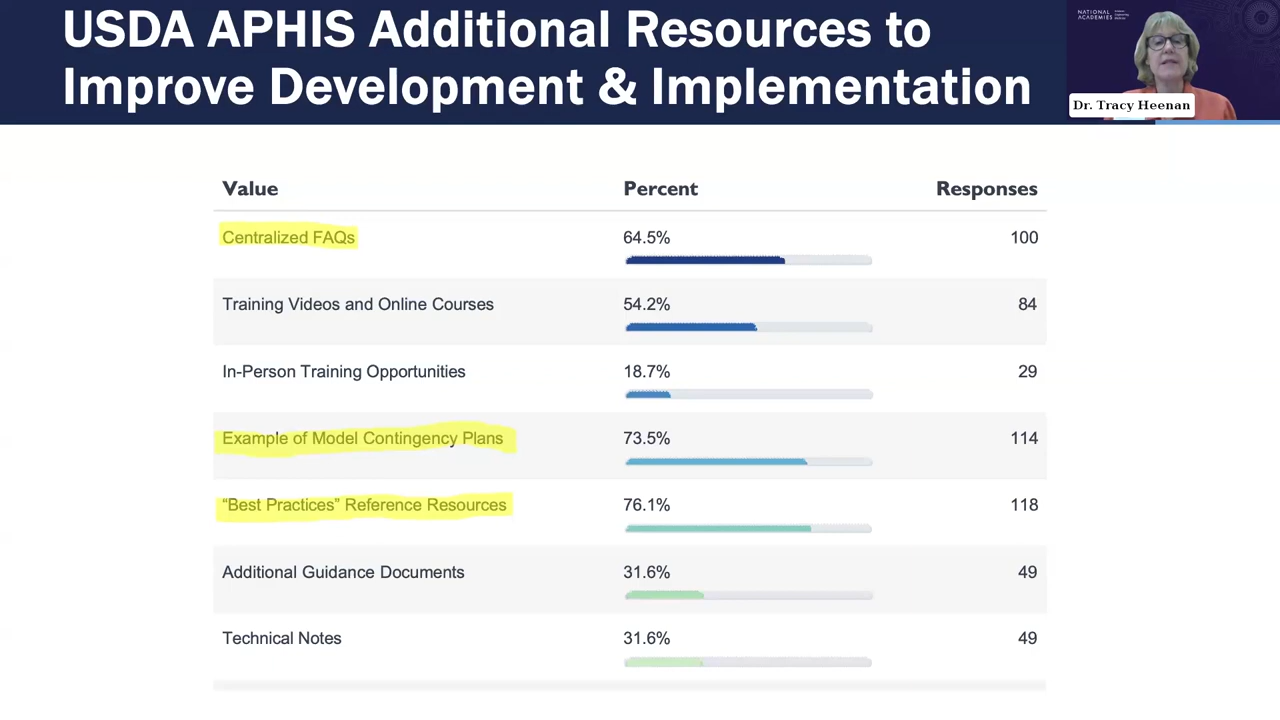 USDA APHIS Additional Resources to
Improve Development & Implementation
NATIONAL
ACADEMIES
Dr. Tracy Heenan
Value Percent Responses
Centralized FAQs 64.5% 100
Training Videos and Online Courses 54.2% 84
In-Person Training Opportunities 18.7% 29
Example of Model Contingency Plans 73.5% 114
“Best Practices” Reference Resources 76.1% 118
Additional Guidance Documents 31.6% 49
Technical Notes 31.6% 49